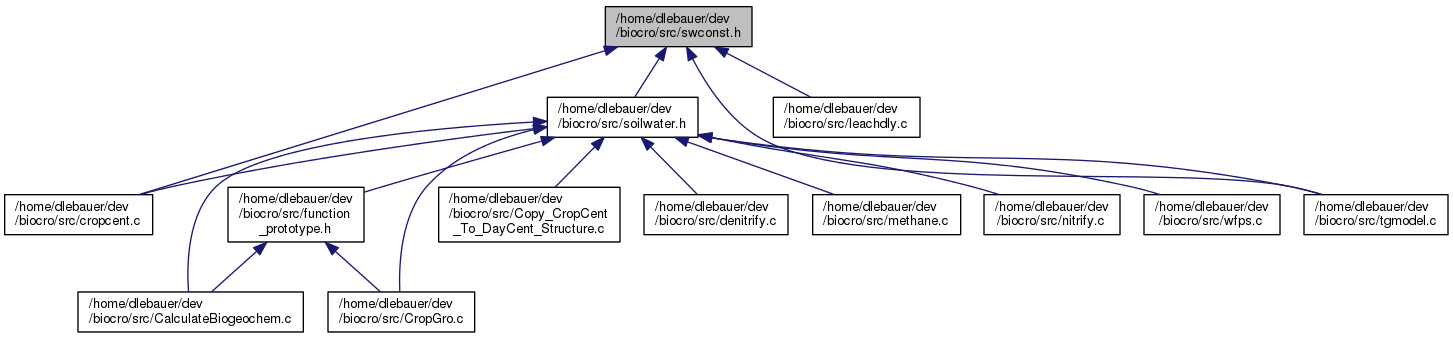 /home/dlebauer/dev
/biocro/src/swconst.h
/home/dlebauer/dev
/biocro/src/soilwater.h
/home/dlebauer/dev
/biocro/src/leachdly.c
/home/dlebauer/dev
/biocro/src/cropcent.c
/home/dlebauer/dev
/biocro/src/function
_prototype.h
/home/dlebauer/dev
/biocro/src/Copy_CropCent
_To_DayCent_Structure.c
/home/dlebauer/dev
/biocro/src/denitrify.c
/home/dlebauer/dev
/biocro/src/methane.c
/home/dlebauer/dev
/biocro/src/nitrify.c
/home/dlebauer/dev
/biocro/src/wfps.c
/home/dlebauer/dev
/biocro/src/tgmodel.c
/home/dlebauer/dev
/biocro/src/CalculateBiogeochem.c
/home/dlebauer/dev
/biocro/src/CropGro.c